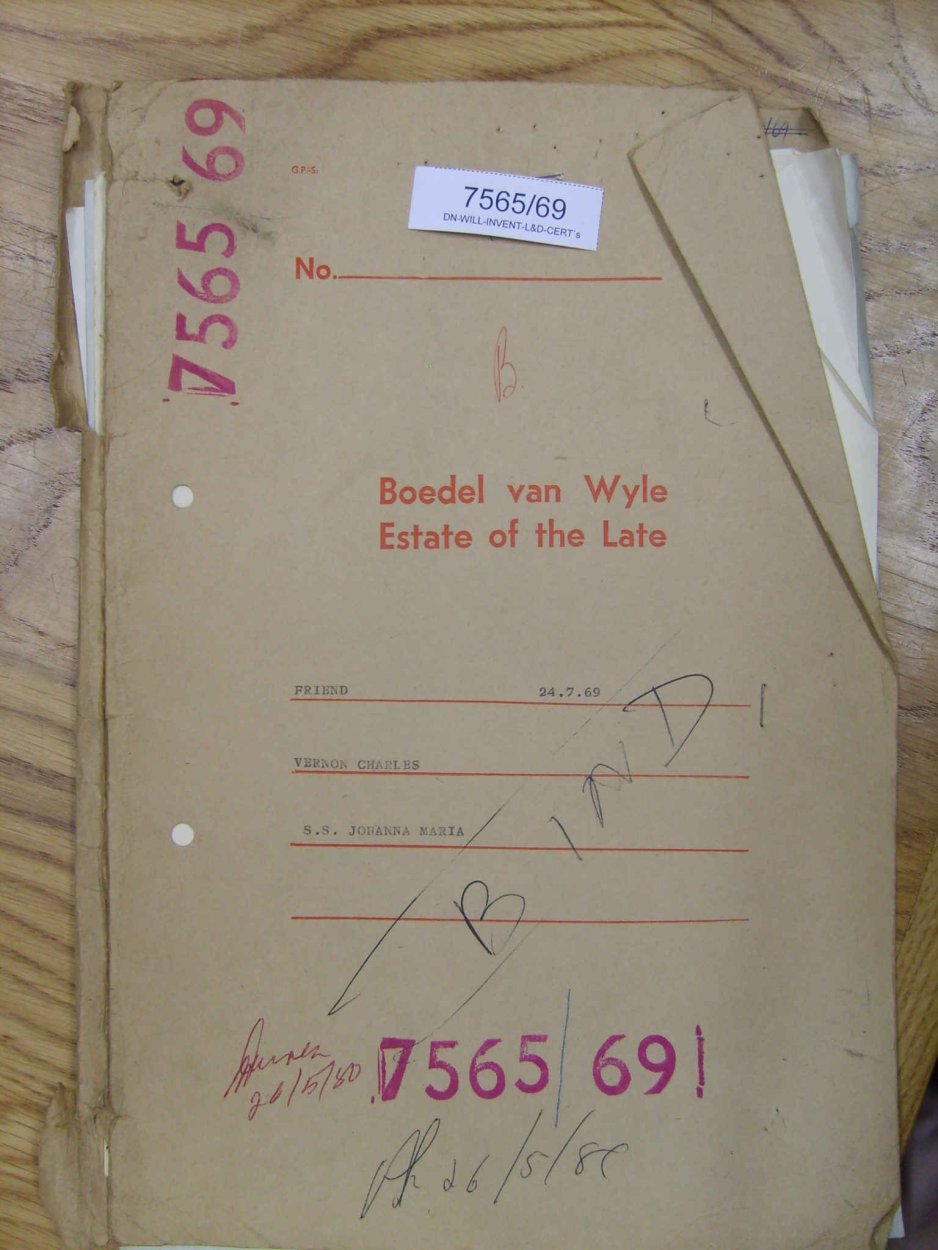 7565 69
/69
G.P.-S.
7565/69
DN-WILL-INVENT-L&D-CERT`s
No.
B
Boedel van Wyle
Estate of the Late
FRIEND 24.7.69
VERNON CHARLES
S.S. JOHANNA MARIA
BIND
26/5/80
7565/69
26/5/80